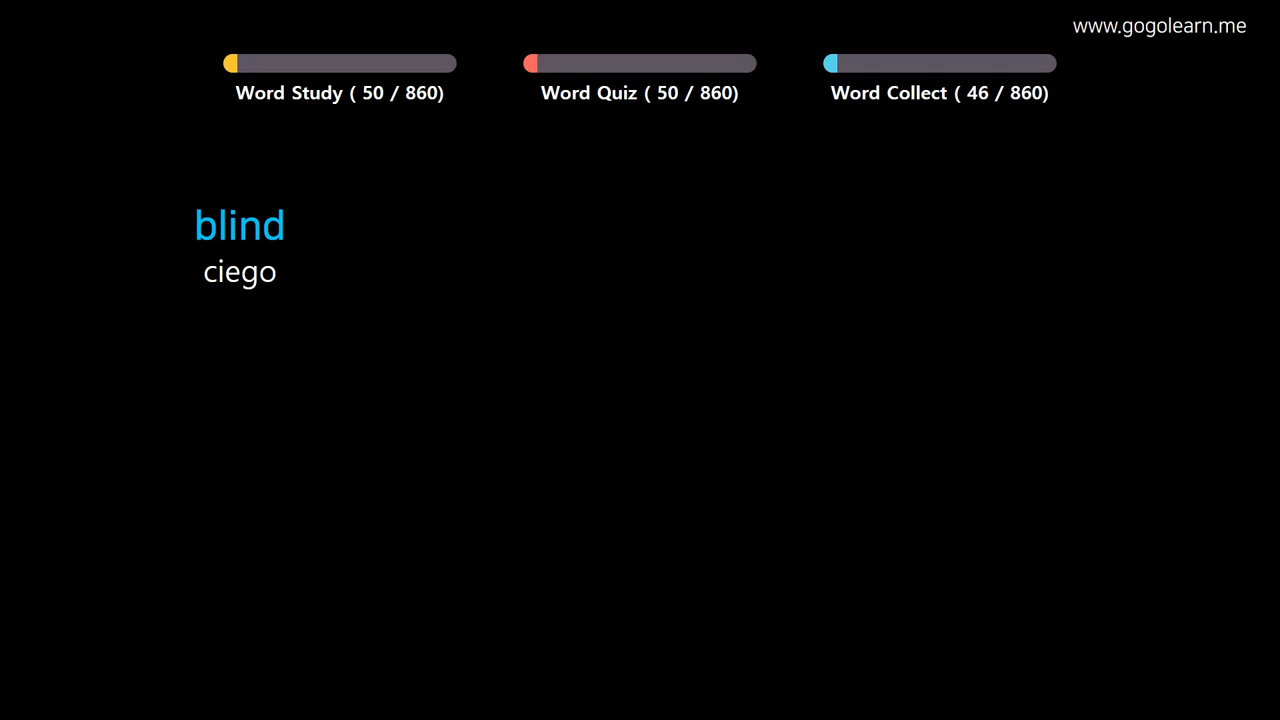 www.gogolearn.me
Word Study ( 50 / 860)
Word Quiz ( 50 / 860)
Word Collect ( 46 / 860)
blind
ciego